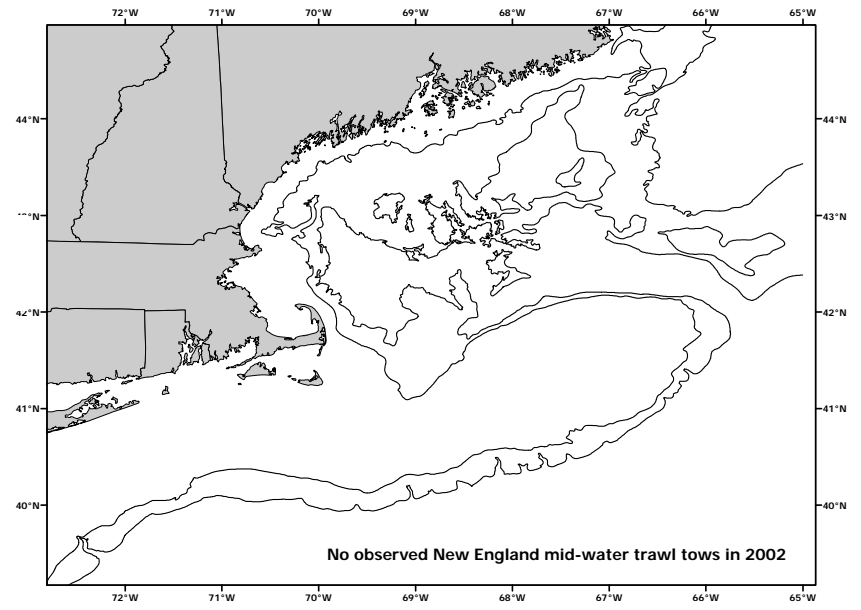 72°W 71°W 70°W 69°W 68°W 67°W 66°W 65°W
44°N 44°N
43°N
42°N 42°N
41°N 41°N
40°N 40°N
No observed New England mid-water trawl tows in 2002
72°W 71°W 70°W 69°W 68°W 67°W 66°W 65°W